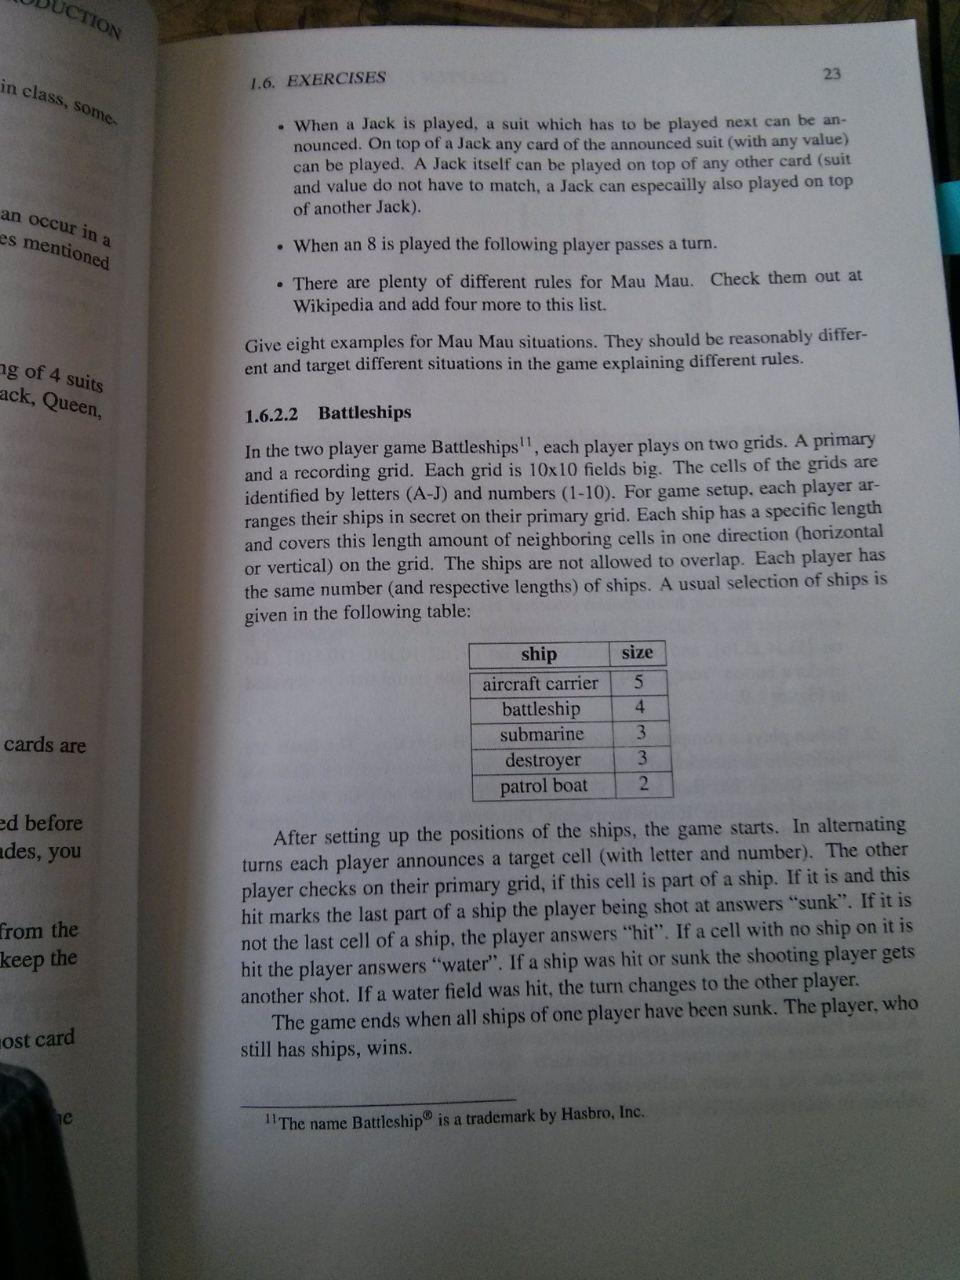 RODUCTION
in class, some-
an occur in a
es mentioned
ng of 4 suits
ack, Queen,
cards are
ed before
ades, you
from the
keep the
ost card
1.6. EXERCISES 23
• When a Jack is played, a suit which has to be played next can be an-
nounced. On top of a Jack any card of the announced suit (with any value)
can be played. A Jack itself can be played on top of any other card (suit
and value do not have to match, a Jack can especailly also played on top
of another Jack).
• When an 8 is played the following player passes a turn.
• There are plenty of different rules for Mau Mau. Check them out at
Wikipedia and add four more to this list.
Give eight examples for Mau Mau situations. They should be reasonably differ-
ent and target different situations in the game explaining different rules.
1.6.2.2 Battleships
In the two player game Battleships¹¹, each player plays on two grids. A primary
and a recording grid. Each grid is 10x10 fields big. The cells of the grids are
identified by letters (A-J) and numbers (1-10). For game setup, each player ar-
ranges their ships in secret on their primary grid. Each ship has a specific length
and covers this length amount of neighboring cells in one direction (horizontal
or vertical) on the grid. The ships are not allowed to overlap. Each player has
the same number (and respective lengths) of ships. A usual selection of ships is
given in the following table:
ship size
aircraft carrier 5
battleship 4
submarine 3
destroyer 3
patrol boat 2
After setting up the positions of the ships, the game starts. In alternating
turns each player announces a target cell (with letter and number). The other
player checks on their primary grid, if this cell is part of a ship. If it is and this
hit marks the last part of a ship the player being shot at answers “sunk”. If it is
not the last cell of a ship, the player answers “hit”. If a cell with no ship on it is
hit the player answers “water”. If a ship was hit or sunk the shooting player gets
another shot. If a water field was hit, the turn changes to the other player.
The game ends when all ships of one player have been sunk. The player, who
still has ships, wins.
¹¹The name Battleship® is a trademark by Hasbro, Inc.